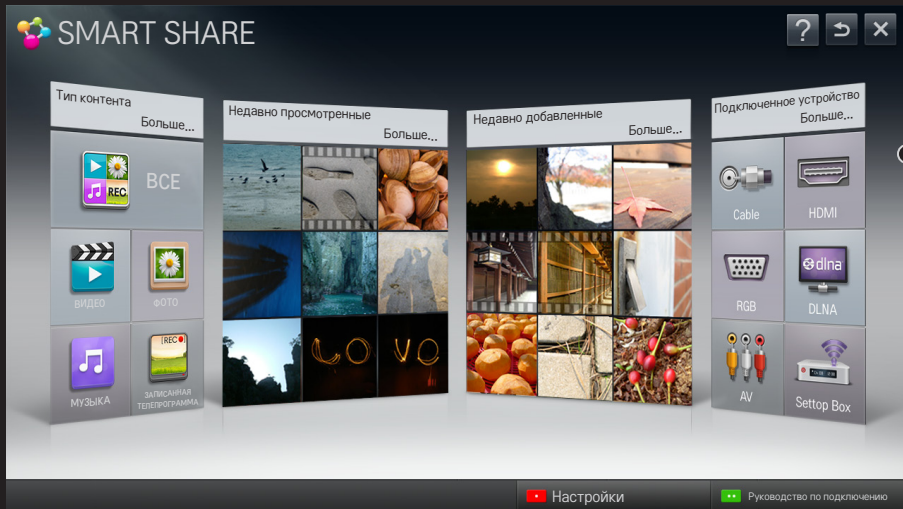 SMART SHARE
?
Тип контента
Больше...
ВСЕ
REC
ВИДЕО
ФОТО
МУЗЫКА
[REC●]
ЗАПИСАННАЯ
ТЕЛЕПРОГРАММА
Недавно просмотренные
Больше...
LOVO
Недавно добавленные
Больше...
Подключенное устройство
Больше...
Cable
HDMI
RGB
dlna
DLNA
AV
Settop Box
Настройки
Руководство по подключению